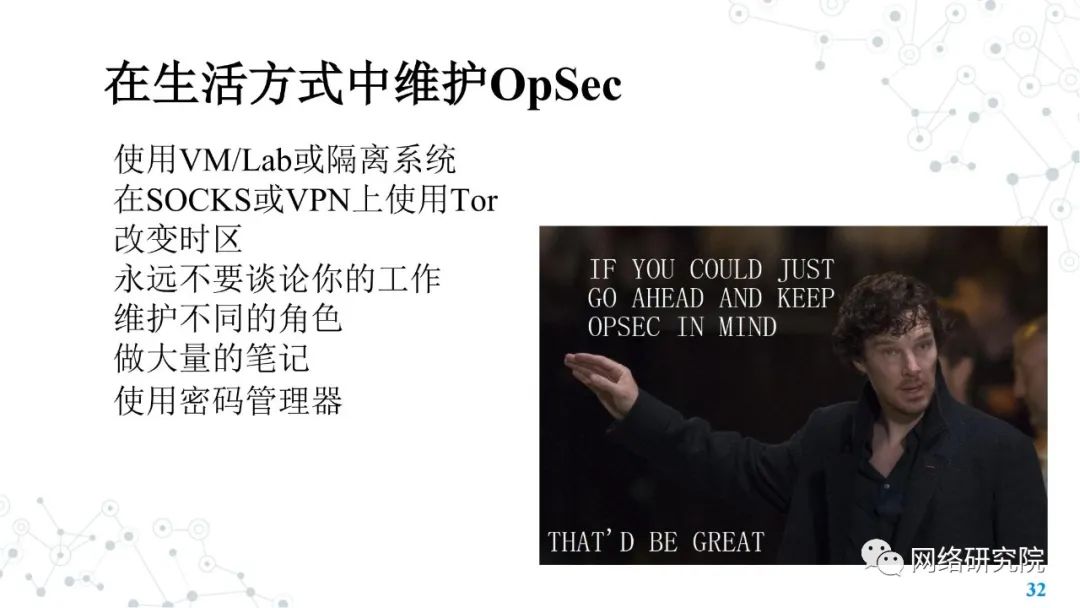 在生活方式中维护OpSec
使用VM/Lab或隔离系统
在SOCKS或VPN上使用Tor
改变时区
永远不要谈论你的工作
维护不同的角色
做大量的笔记
使用密码管理器
IF YOU COULD JUST
GO AHEAD AND KEEP
OPSEC IN MIND
THAT'D BE GREAT
网络研究院
32